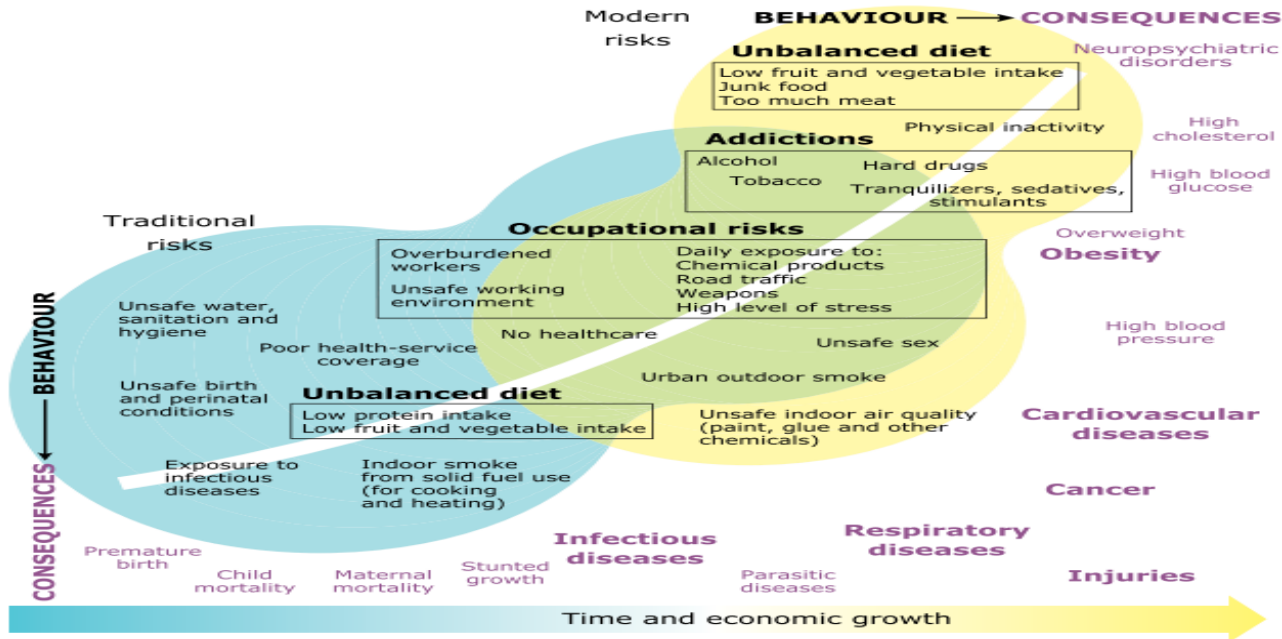 Modern
risks
BEHAVIOUR
CONSEQUENCES
Unbalanced diet
Low fruit and vegetable intake
Junk food
Too much meat
Neuropsychiatric
disorders
Physical inactivity
High
cholesterol
Addictions
Alcohol
Tobacco
Hard drugs
Tranquilizers, sedatives,
stimulants
High blood
glucose
Traditional
risks
Occupational risks
Overburdened
workers
Unsafe working
environment
Daily exposure to:
Chemical products
Road traffic
Weapons
High level of stress
Overweight
Obesity
BEHAVIOUR
CONSEQUENCES
Unsafe water,
sanitation and
hygiene
Poor health-service
coverage
No healthcare
Unsafe sex
High blood
pressure
Unsafe birth
and perinatal
conditions
Unbalanced diet
Low protein intake
Low fruit and vegetable intake
Urban outdoor smoke
Unsafe indoor air quality
(paint, glue and other
chemicals)
Cardiovascular
diseases
Exposure to
infectious
diseases
Indoor smoke
from solid fuel use
(for cooking
and heating)
Cancer
Premature
birth
Child
mortality
Maternal
mortality
Stunted
growth
Infectious
diseases
Parasitic
diseases
Respiratory
diseases
Injuries
Time and economic growth